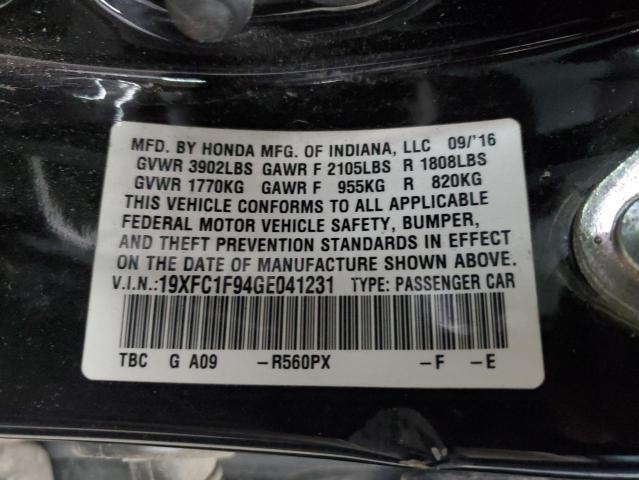 MFD. BY HONDA MFG. OF INDIANA, LLC 09/'16
GVWR 3902LBS GAWR F 2105LBS R 1808LBS
GVWR 1770KG GAWR F 955KG R 820KG
THIS VEHICLE CONFORMS TO ALL APPLICABLE
FEDERAL MOTOR VEHICLE SAFETY, BUMPER,
AND THEFT PREVENTION STANDARDS IN EFFECT
ON THE DATE OF MANUFACTURE SHOWN ABOVE.
V.I.N.:19XFC1F94GE041231 TYPE: PASSENGER CAR
TBC G A09 -R560PX -F -E